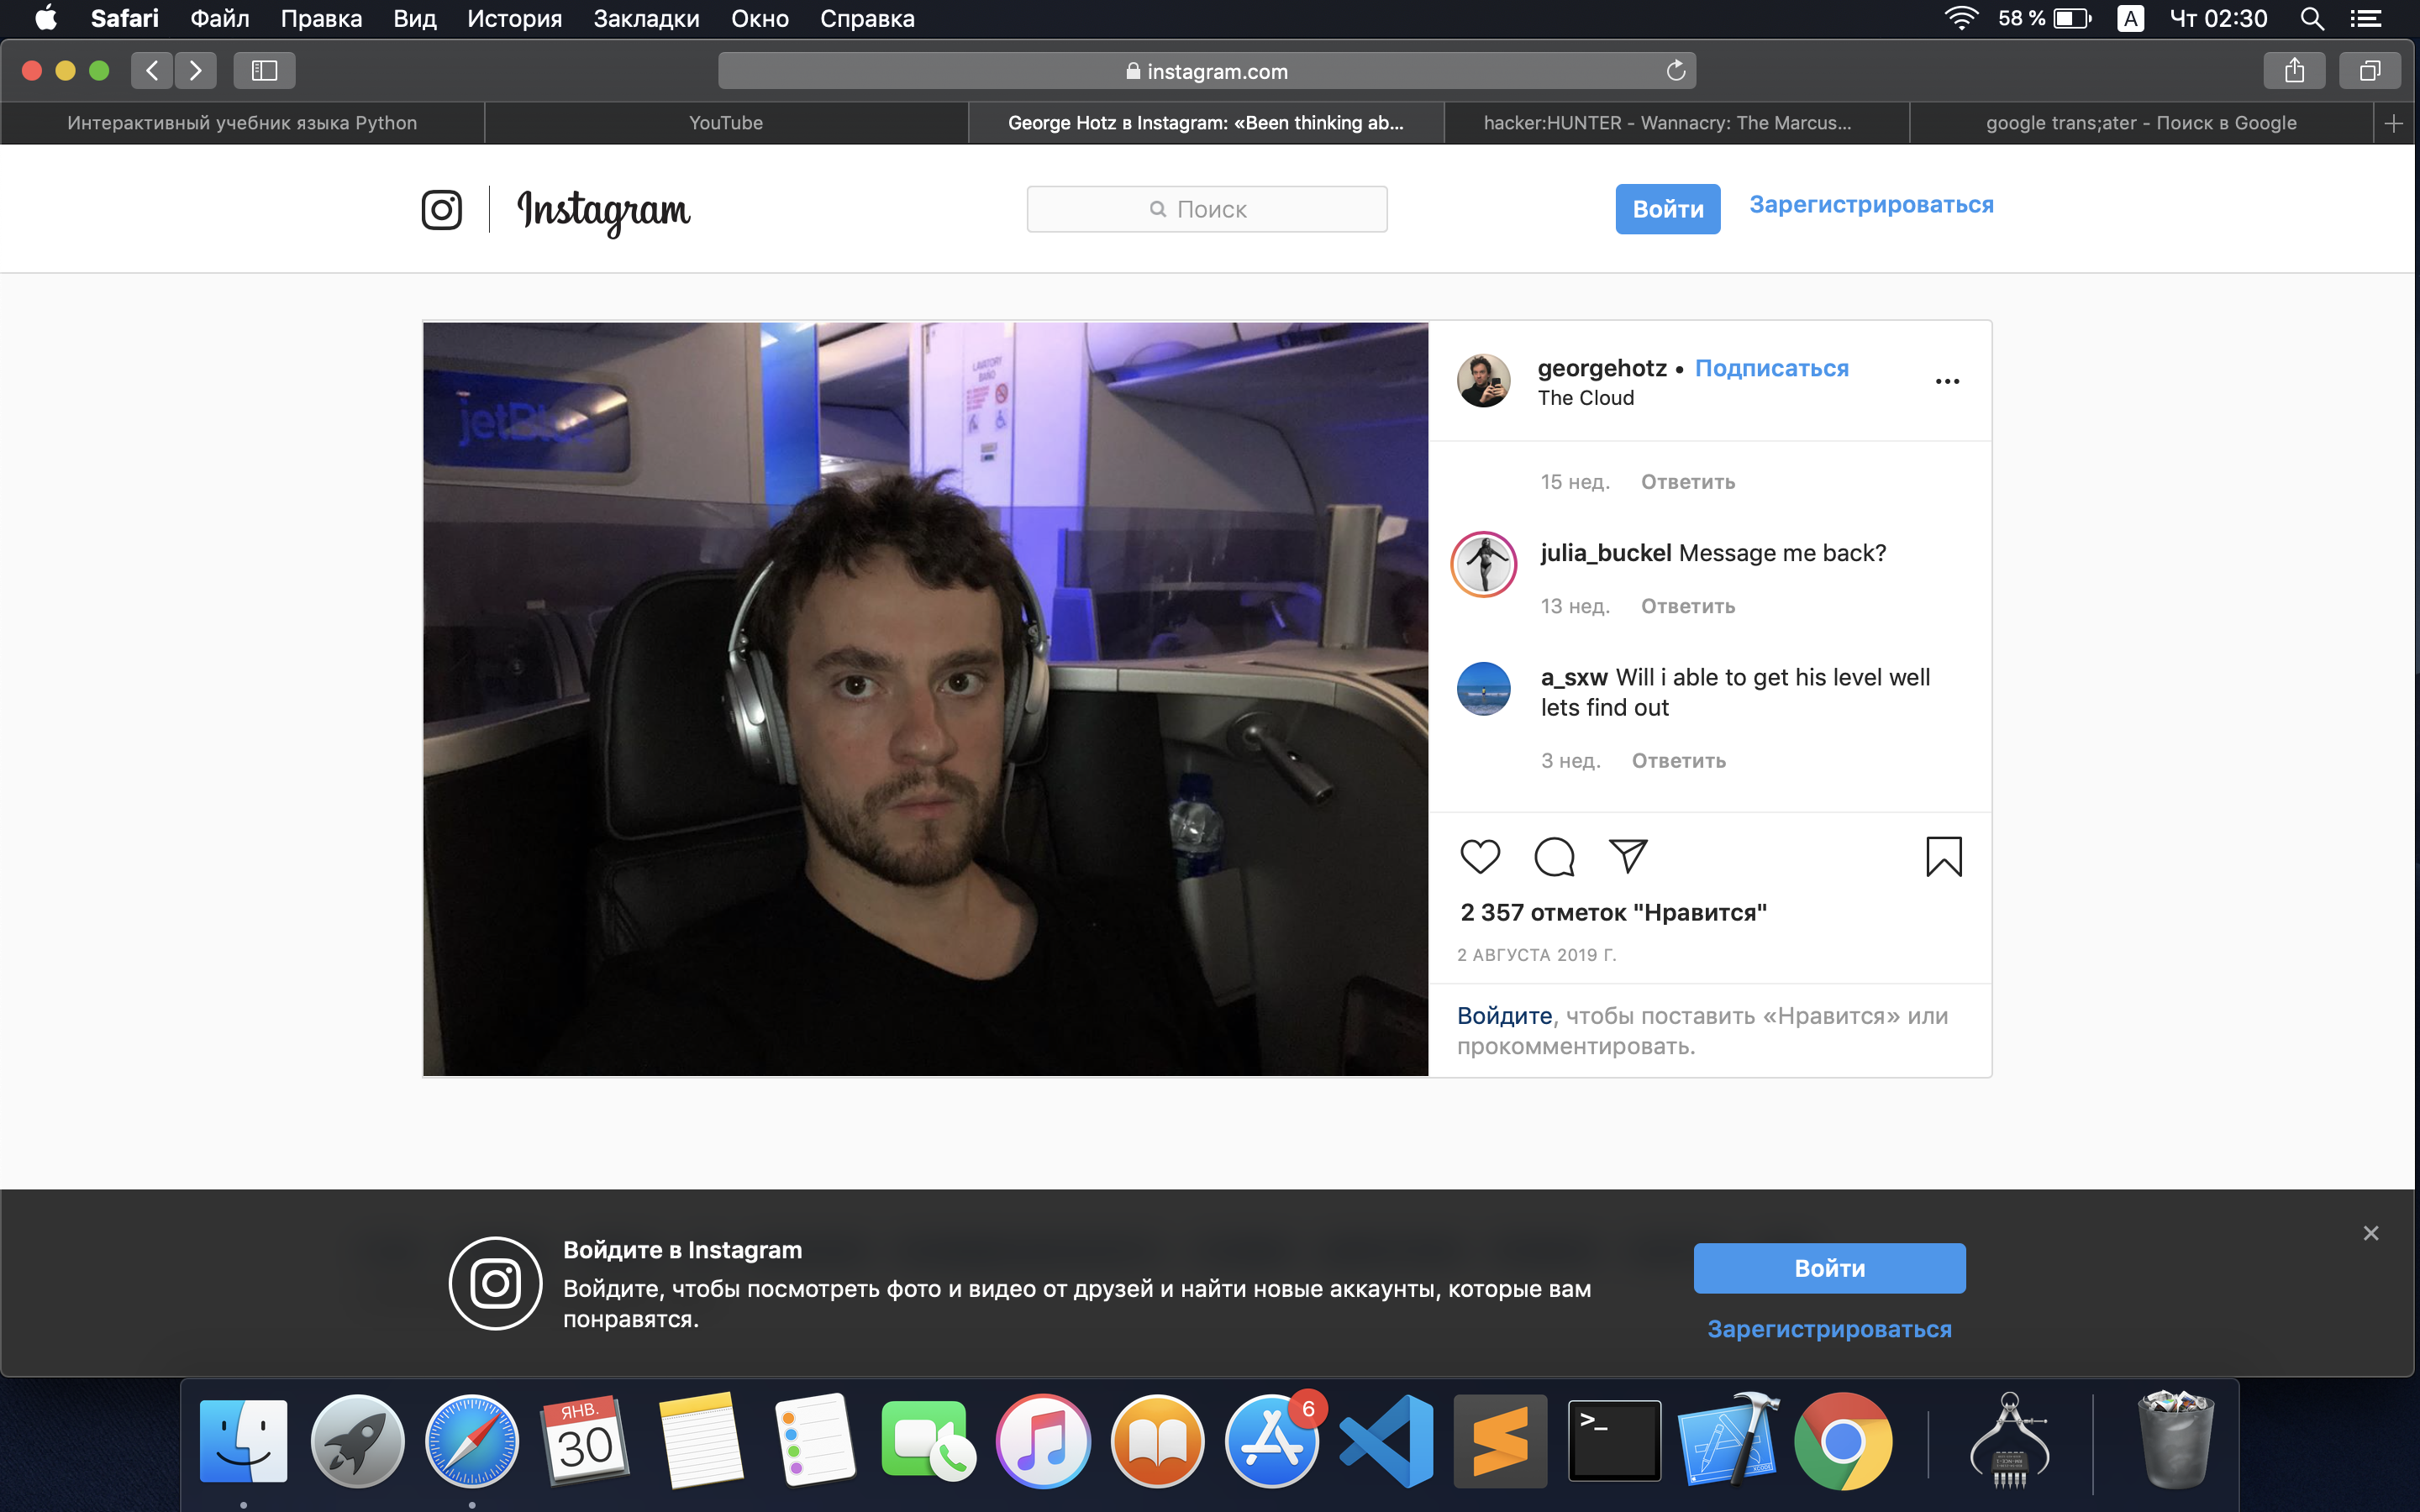 Safari Файл Правка Вид История Закладки Окно Справка 58 % A Чт 02:30
instagram.com
Интерактивный учебник языка Python YouTube George Hotz в Instagram: «Been thinking ab... hacker:HUNTER - Wannacry: The Marcus... google trans;ater - Поиск в Google
Instagram Поиск Войти Зарегистрироваться
jetBlue
LAVATORY
BAÑO
georgehotz • Подписаться
The Cloud
15 нед. Ответить
julia_buckel Message me back?
13 нед. Ответить
a_sxw Will i able to get his level well
lets find out
3 нед. Ответить
2 357 отметок "Нравится"
2 АВГУСТА 2019 Г.
Войдите, чтобы поставить «Нравится» или
прокомментировать.
Войдите в Instagram
Войдите, чтобы посмотреть фото и видео от друзей и найти новые аккаунты, которые вам
понравятся.
Войти
Зарегистрироваться
ЯНВ.
30
6
>_